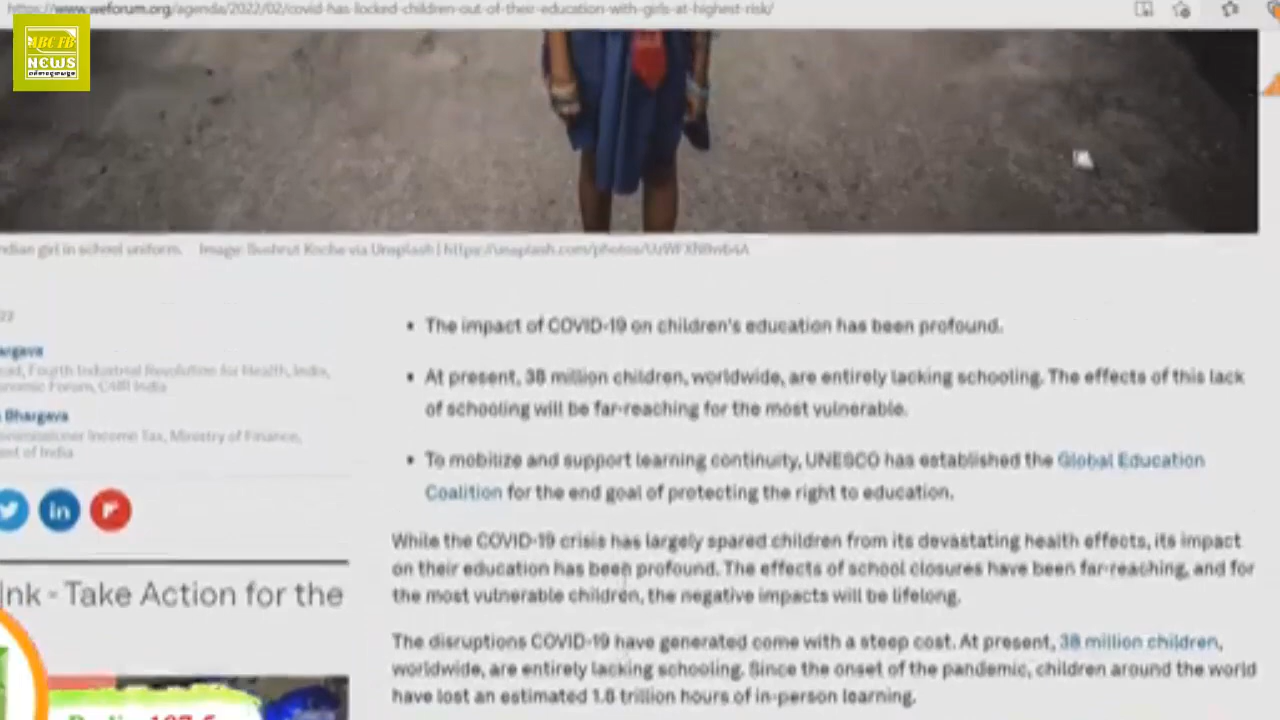 https://www.weforum.org/agenda/2022/02/covid-has-locked-children-out-of-their-education-with-girls-at-highest-risk/
ABC FB
NEWS
ndian girl in school uniform. Image: Bushrut Koche via Unsplash | https://unsplash.com/photos/
22
argava
ead, Fourth Industrial Revolution for Health, India,
onomic Forum, C4IR India
Bhargava
ommissioner Income Tax, Ministry of Finance,
ent of India
in
Ink - Take Action for the
• The impact of COVID-19 on children's education has been profound.
• At present, 38 million children, worldwide, are entirely lacking schooling. The effects of this lack
of schooling will be far-reaching for the most vulnerable.
• To mobilize and support learning continuity, UNESCO has established the Global Education
Coalition for the end goal of protecting the right to education.
While the COVID-19 crisis has largely spared children from its devastating health effects, its impact
on their education has been profound. The effects of school closures have been far-reaching, and for
the most vulnerable children, the negative impacts will be lifelong.
The disruptions COVID-19 have generated come with a steep cost. At present, 38 million children,
worldwide, are entirely lacking schooling. Since the onset of the pandemic, children around the world
have lost an estimated 1.8 trillion hours of in-person learning.